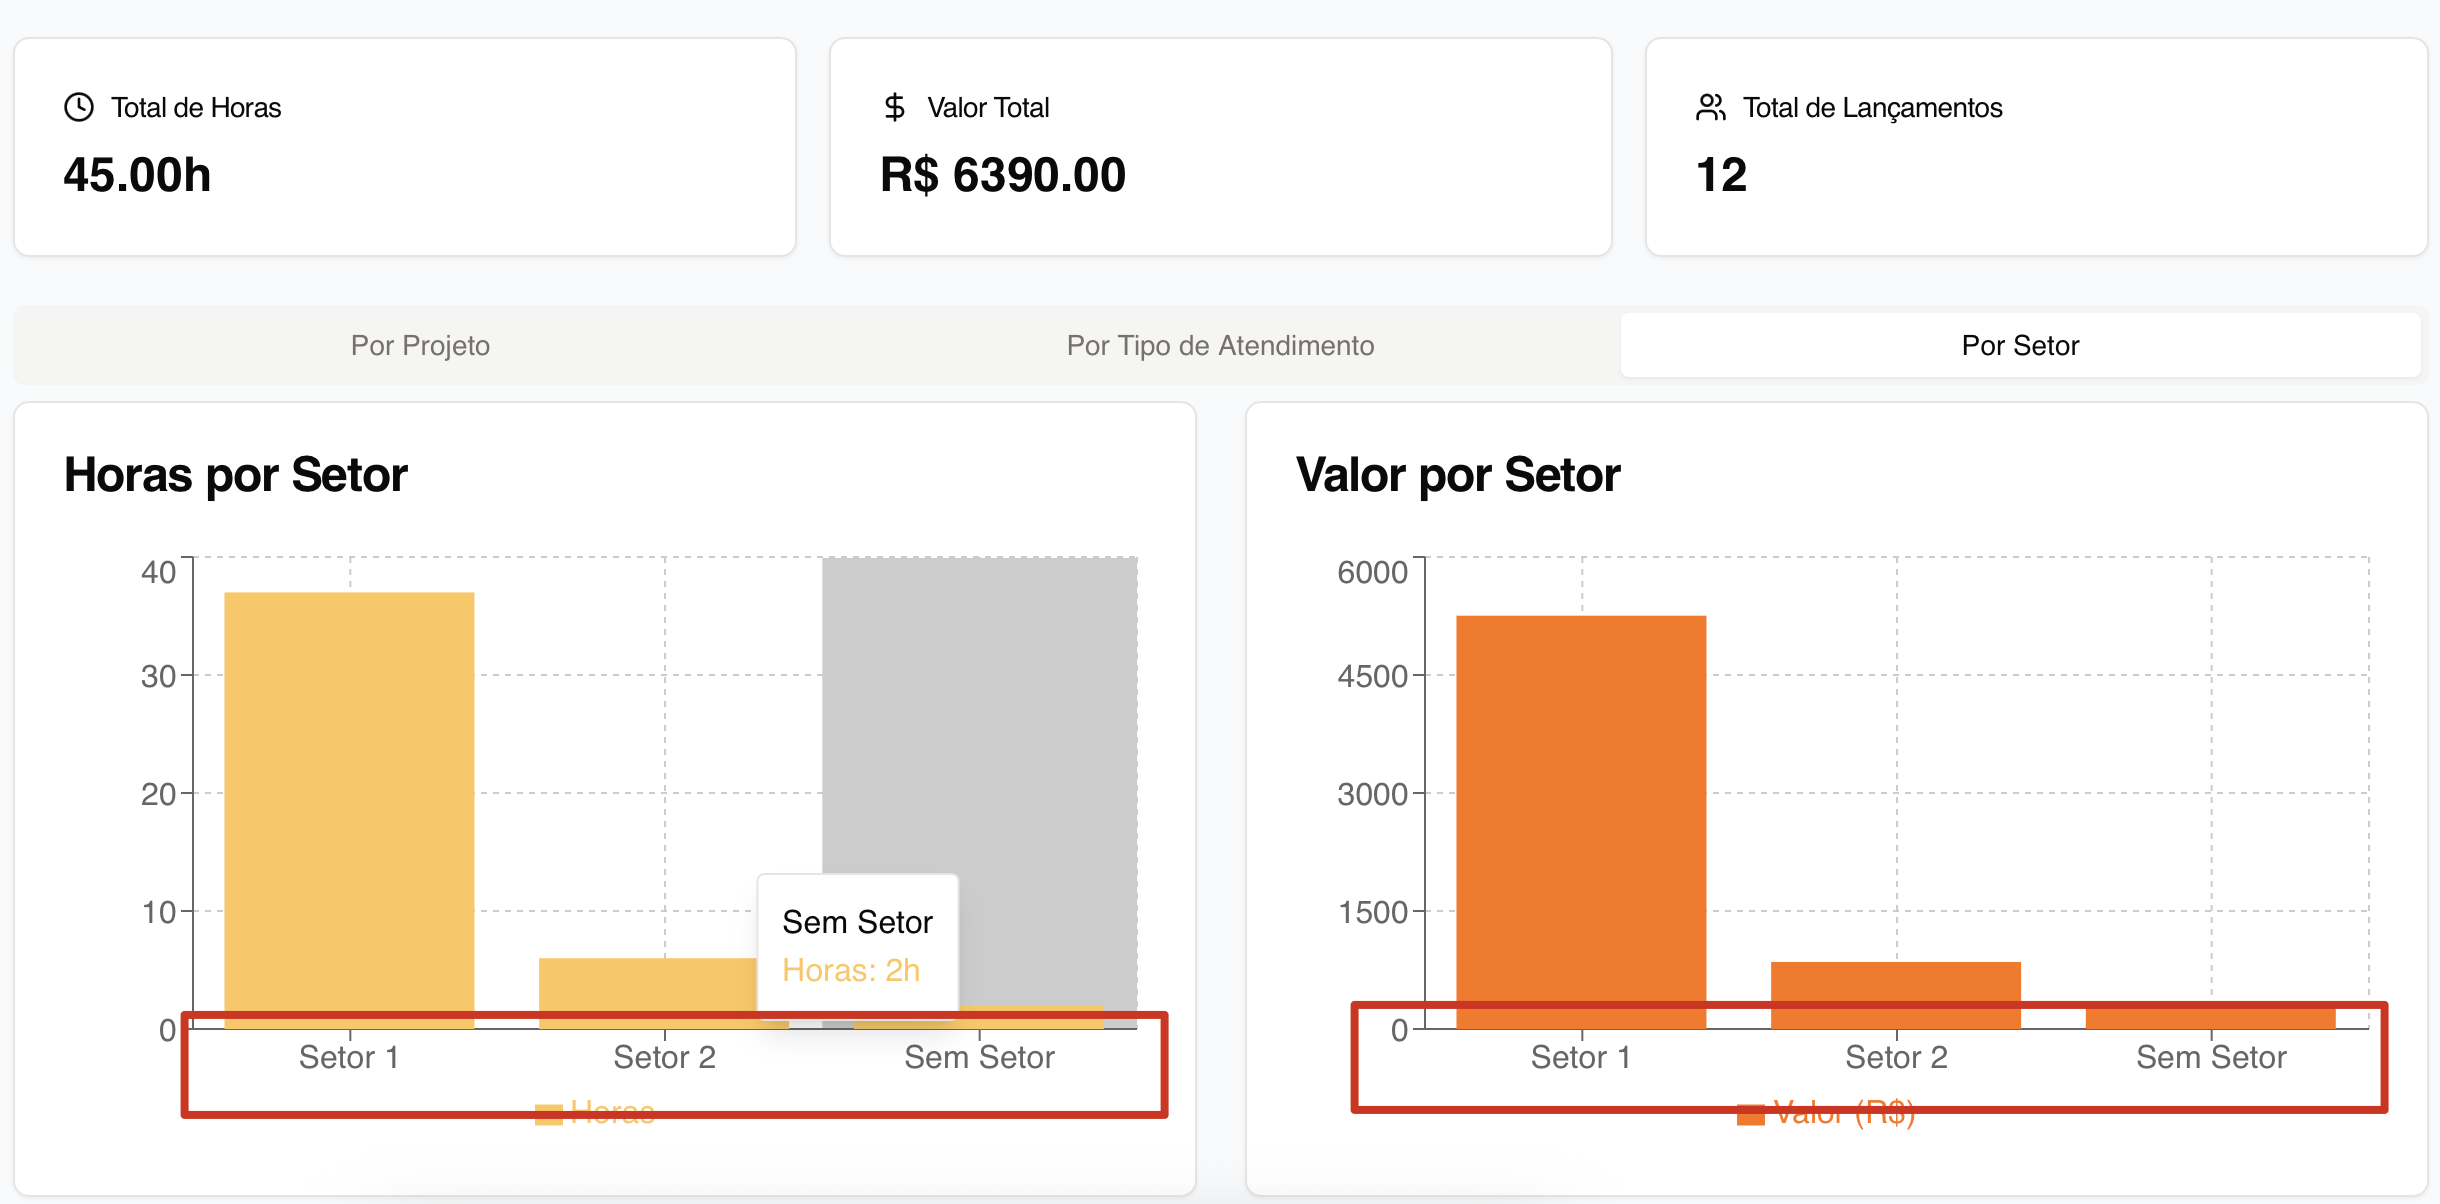 Total de Horas
45.00h
Valor Total
R$ 6390.00
Total de Lançamentos
12
Por Projeto
Por Tipo de Atendimento
Por Setor
Horas por Setor
40
30
20
10
0
Sem Setor
Horas: 2h
Setor 1
Setor 2
Sem Setor
Horas
Valor por Setor
6000
4500
3000
1500
0
Setor 1
Setor 2
Sem Setor
Valor (R$)